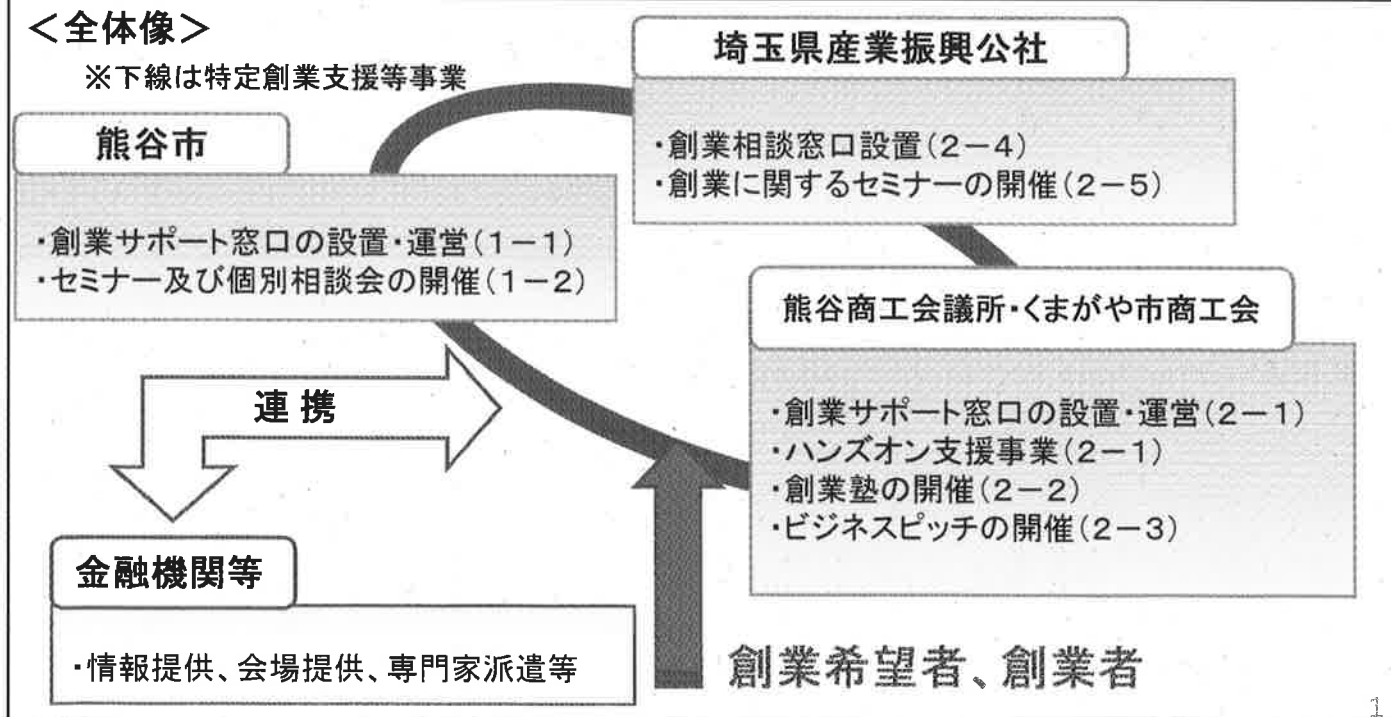 ＜全体像＞
※下線は特定創業支援等事業
埼玉県産業振興公社
・創業相談窓口設置（2－4）
・創業に関するセミナーの開催（2－5）
熊谷市
・創業サポート窓口の設置・運営（1－1）
・セミナー及び個別相談会の開催（1－2）
熊谷商工会議所・くまがや市商工会
・創業サポート窓口の設置・運営（2－1）
・ハンズオン支援事業（2－1）
・創業塾の開催（2－2）
・ビジネスピッチの開催（2－3）
連携
金融機関等
・情報提供、会場提供、専門家派遣等
創業希望者、創業者